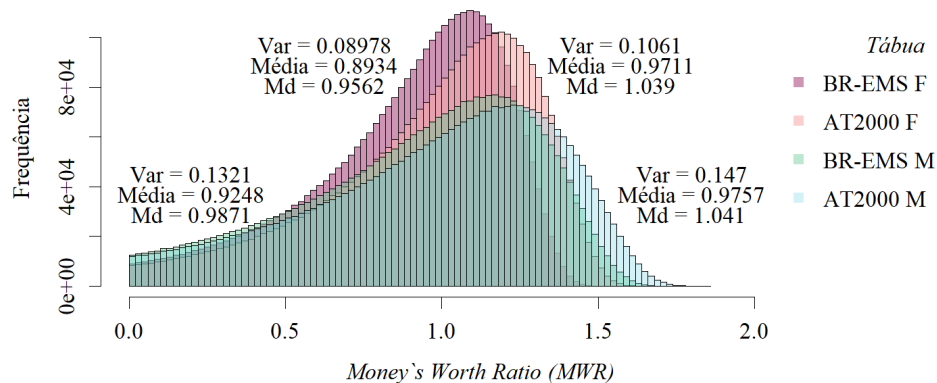 Var = 0.08978
Média = 0.8934
Md = 0.9562
Var = 0.1061
Média = 0.9711
Md = 1.039
Var = 0.1321
Média = 0.9248
Md = 0.9871
Var = 0.147
Média = 0.9757
Md = 1.041
Tábua
BR-EMS F
AT2000 F
BR-EMS M
AT2000 M
Frequência
8e+04
4e+04
0e+00
0.0 0.5 1.0 1.5 2.0
Money`s Worth Ratio (MWR)